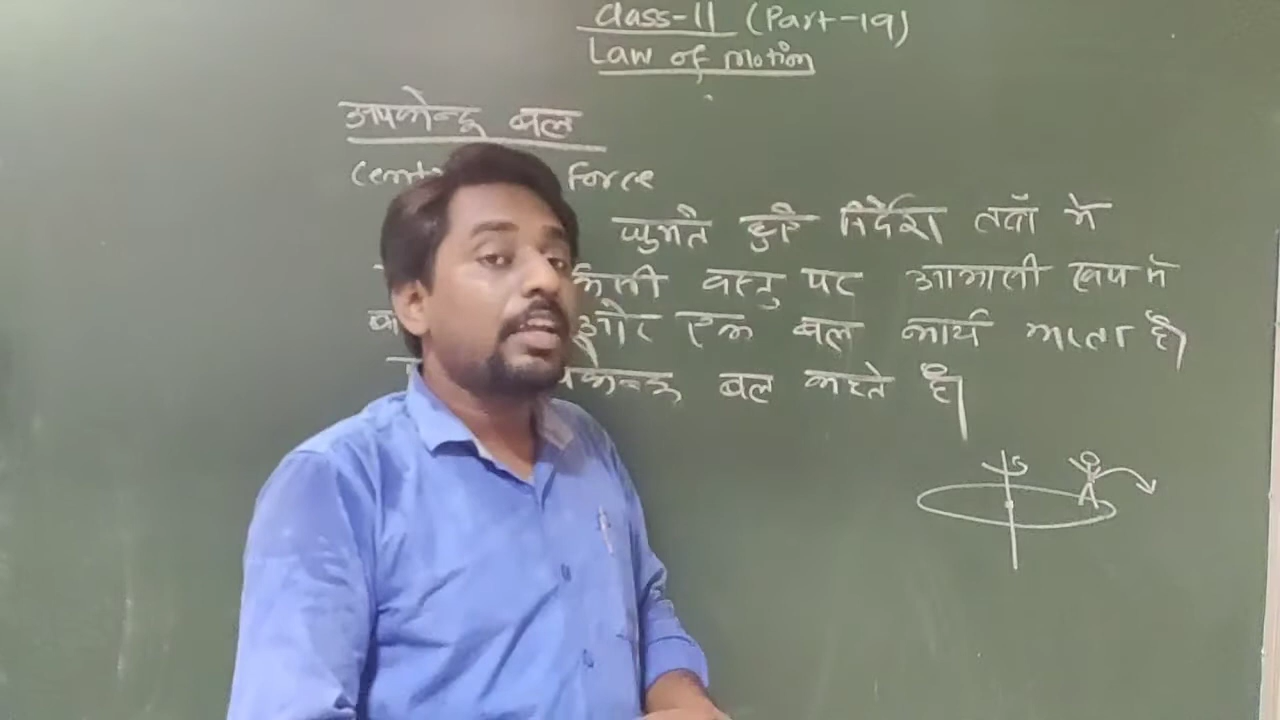 Class-11 (Part-19)
Law of motion
अपकेन्द्र बल
Force
घुमते हुए निर्देश तंत्रों में
किसी वस्तु पर आभासी रूप में
ओर एक बल कार्य करता है।
बल कहते हैं।